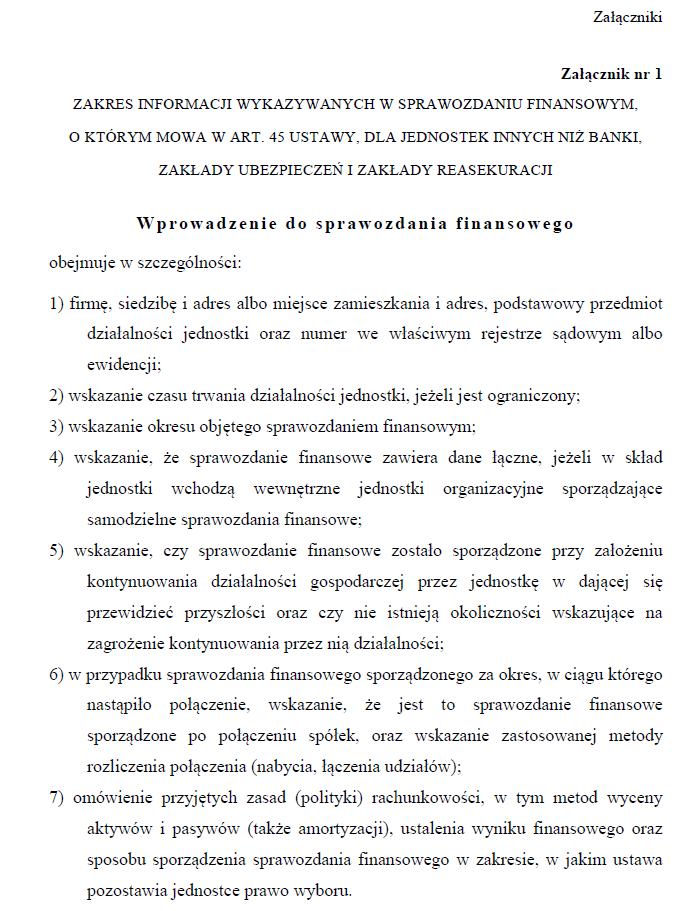 Załączniki
Załącznik nr 1
ZAKRES INFORMACJI WYKAZYWANYCH W SPRAWOZDANIU FINANSOWYM,
O KTÓRYM MOWA W ART. 45 USTAWY, DLA JEDNOSTEK INNYCH NIŻ BANKI,
ZAKŁADY UBEZPIECZEŃ I ZAKŁADY REASEKURACJI
Wprowadzenie do sprawozdania finansowego
obejmuje w szczególności:
1) firmę, siedzibę i adres albo miejsce zamieszkania i adres, podstawowy przedmiot
działalności jednostki oraz numer we właściwym rejestrze sądowym albo
ewidencji;
2) wskazanie czasu trwania działalności jednostki, jeżeli jest ograniczony;
3) wskazanie okresu objętego sprawozdaniem finansowym;
4) wskazanie, że sprawozdanie finansowe zawiera dane łączne, jeżeli w skład
jednostki wchodzą wewnętrzne jednostki organizacyjne sporządzające
samodzielne sprawozdania finansowe;
5) wskazanie, czy sprawozdanie finansowe zostało sporządzone przy założeniu
kontynuowania działalności gospodarczej przez jednostkę w dającej się
przewidzieć przyszłości oraz czy nie istnieją okoliczności wskazujące na
zagrożenie kontynuowania przez nią działalności;
6) w przypadku sprawozdania finansowego sporządzonego za okres, w ciągu którego
nastąpiło połączenie, wskazanie, że jest to sprawozdanie finansowe
sporządzone po połączeniu spółek, oraz wskazanie zastosowanej metody
rozliczenia połączenia (nabycia, łączenia udziałów);
7) omówienie przyjętych zasad (polityki) rachunkowości, w tym metod wyceny
aktywów i pasywów (także amortyzacji), ustalenia wyniku finansowego oraz
sposobu sporządzenia sprawozdania finansowego w zakresie, w jakim ustawa
pozostawia jednostce prawo wyboru.